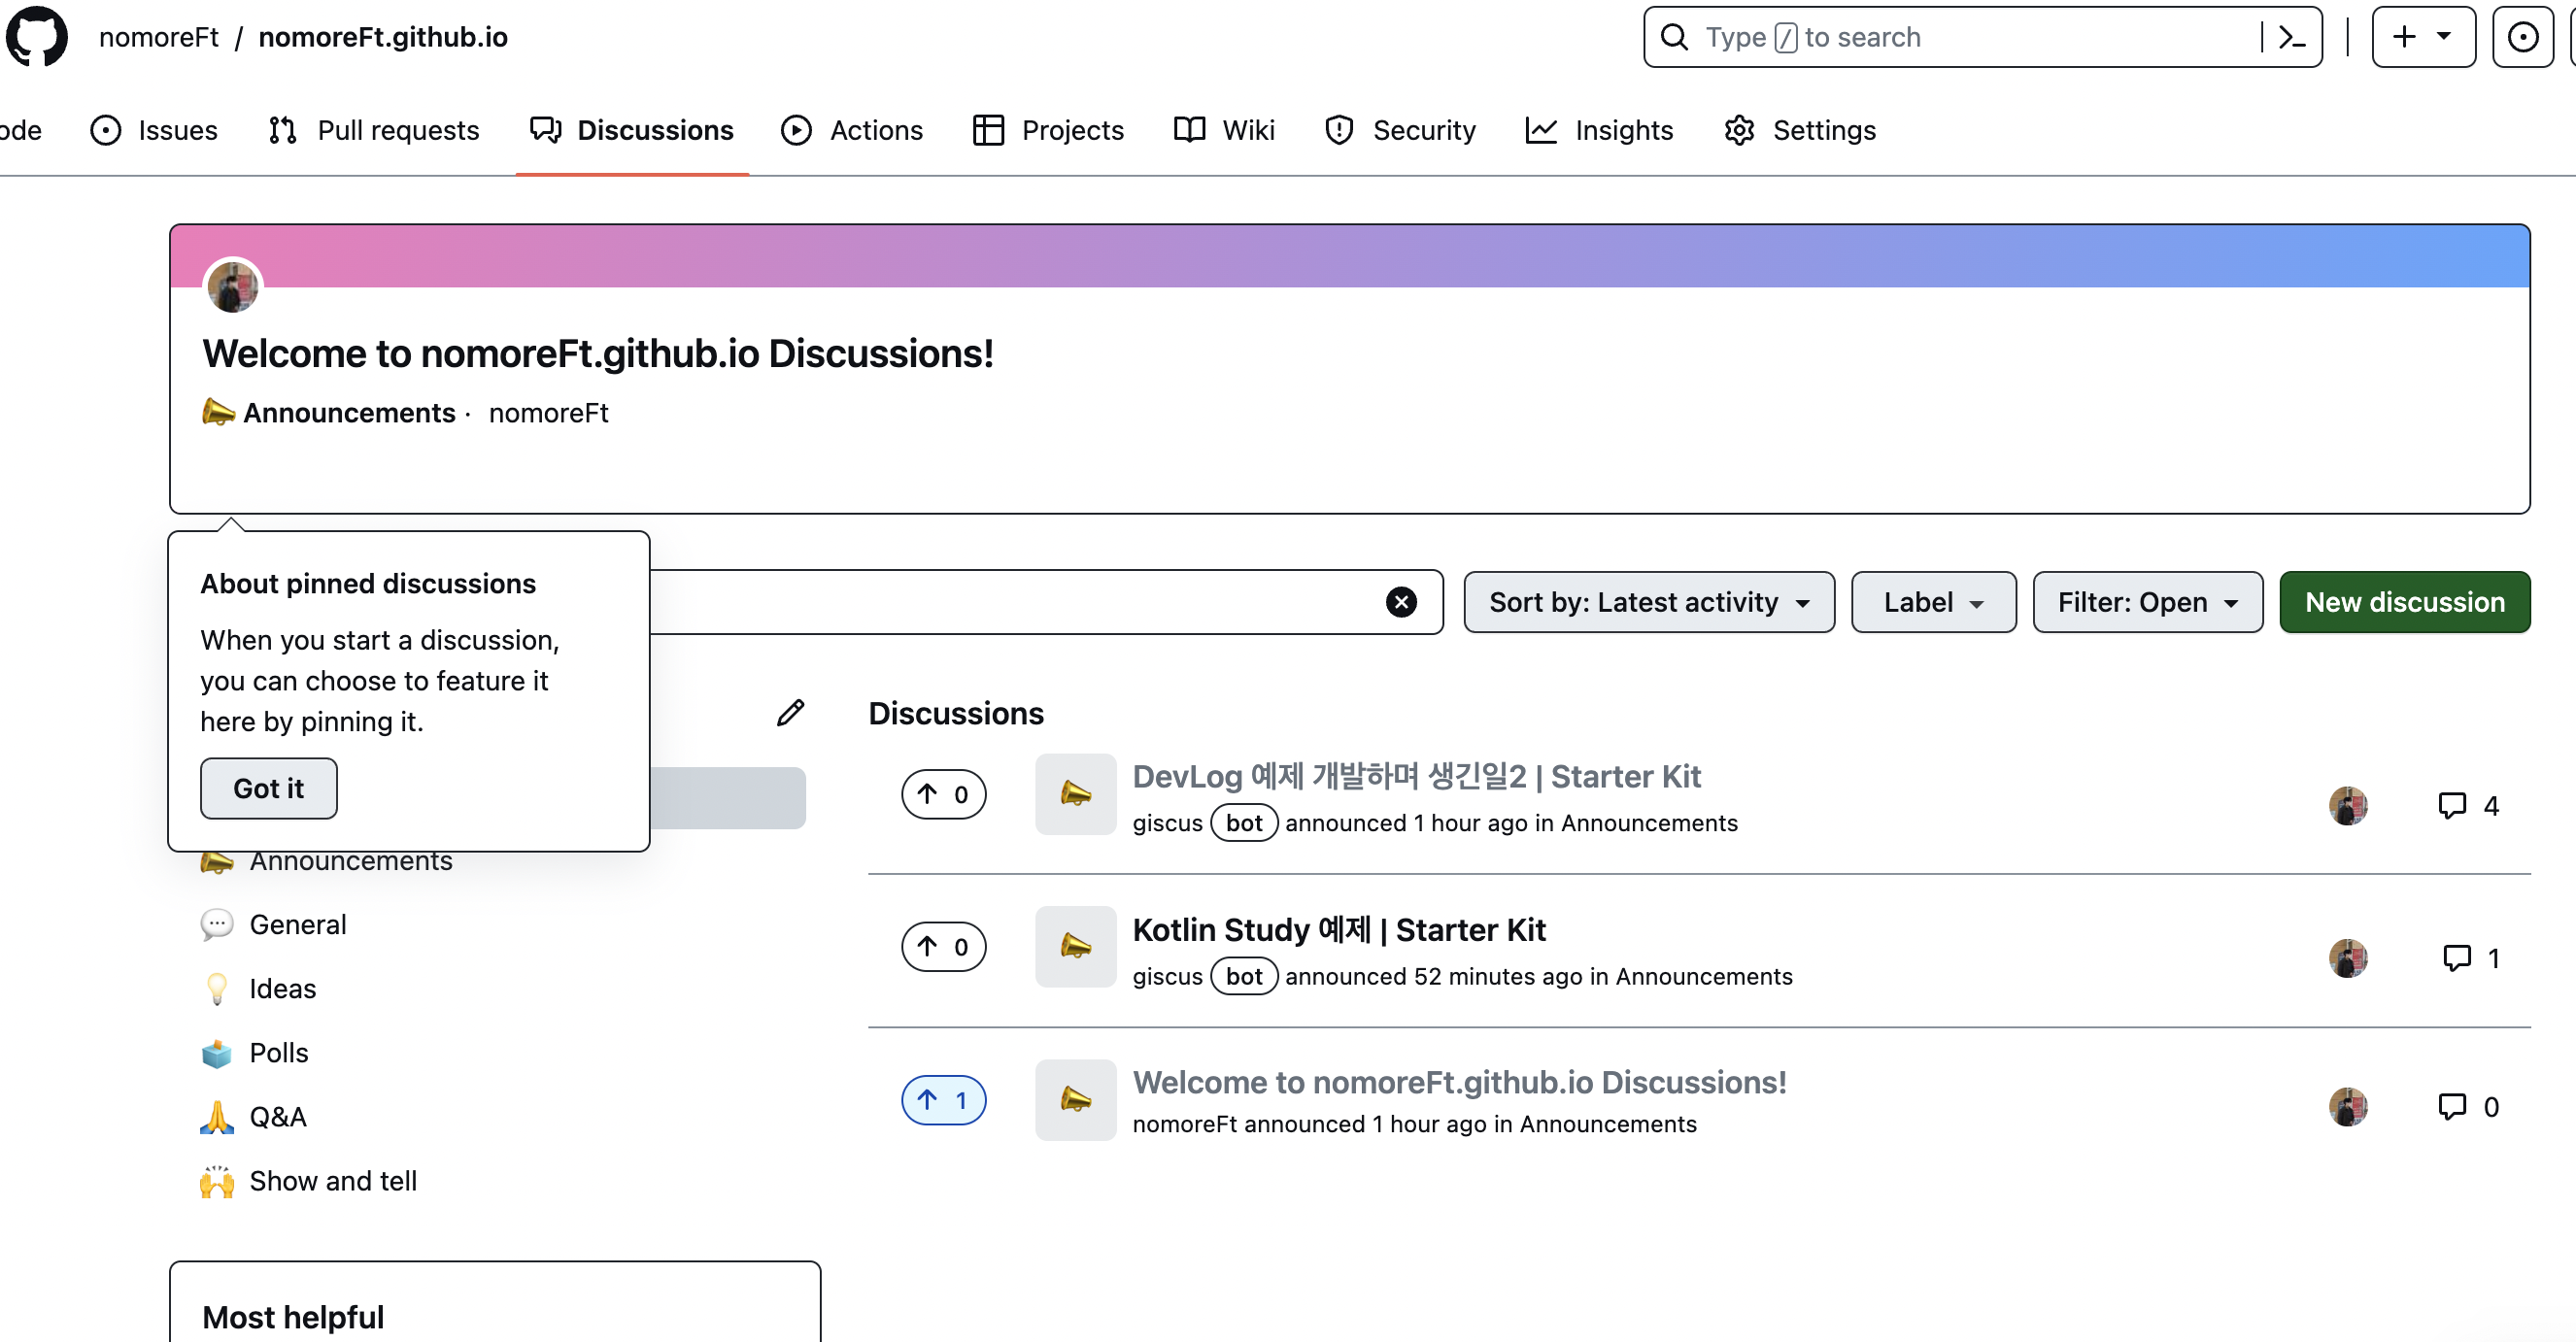 nomoreFt / nomoreFt.github.io
Type / to search
ode
Issues
Pull requests
Discussions
Actions
Projects
Wiki
Security
Insights
Settings
Welcome to nomoreFt.github.io Discussions!
Announcements · nomoreFt
About pinned discussions
When you start a discussion,
you can choose to feature it
here by pinning it.
Got it
Sort by: Latest activity
Label
Filter: Open
New discussion
Announcements
General
Ideas
Polls
Q&A
Show and tell
Most helpful
Discussions
0
DevLog 예제 개발하며 생긴일2 | Starter Kit
giscus bot announced 1 hour ago in Announcements
4
0
Kotlin Study 예제 | Starter Kit
giscus bot announced 52 minutes ago in Announcements
1
1
Welcome to nomoreFt.github.io Discussions!
nomoreFt announced 1 hour ago in Announcements
0